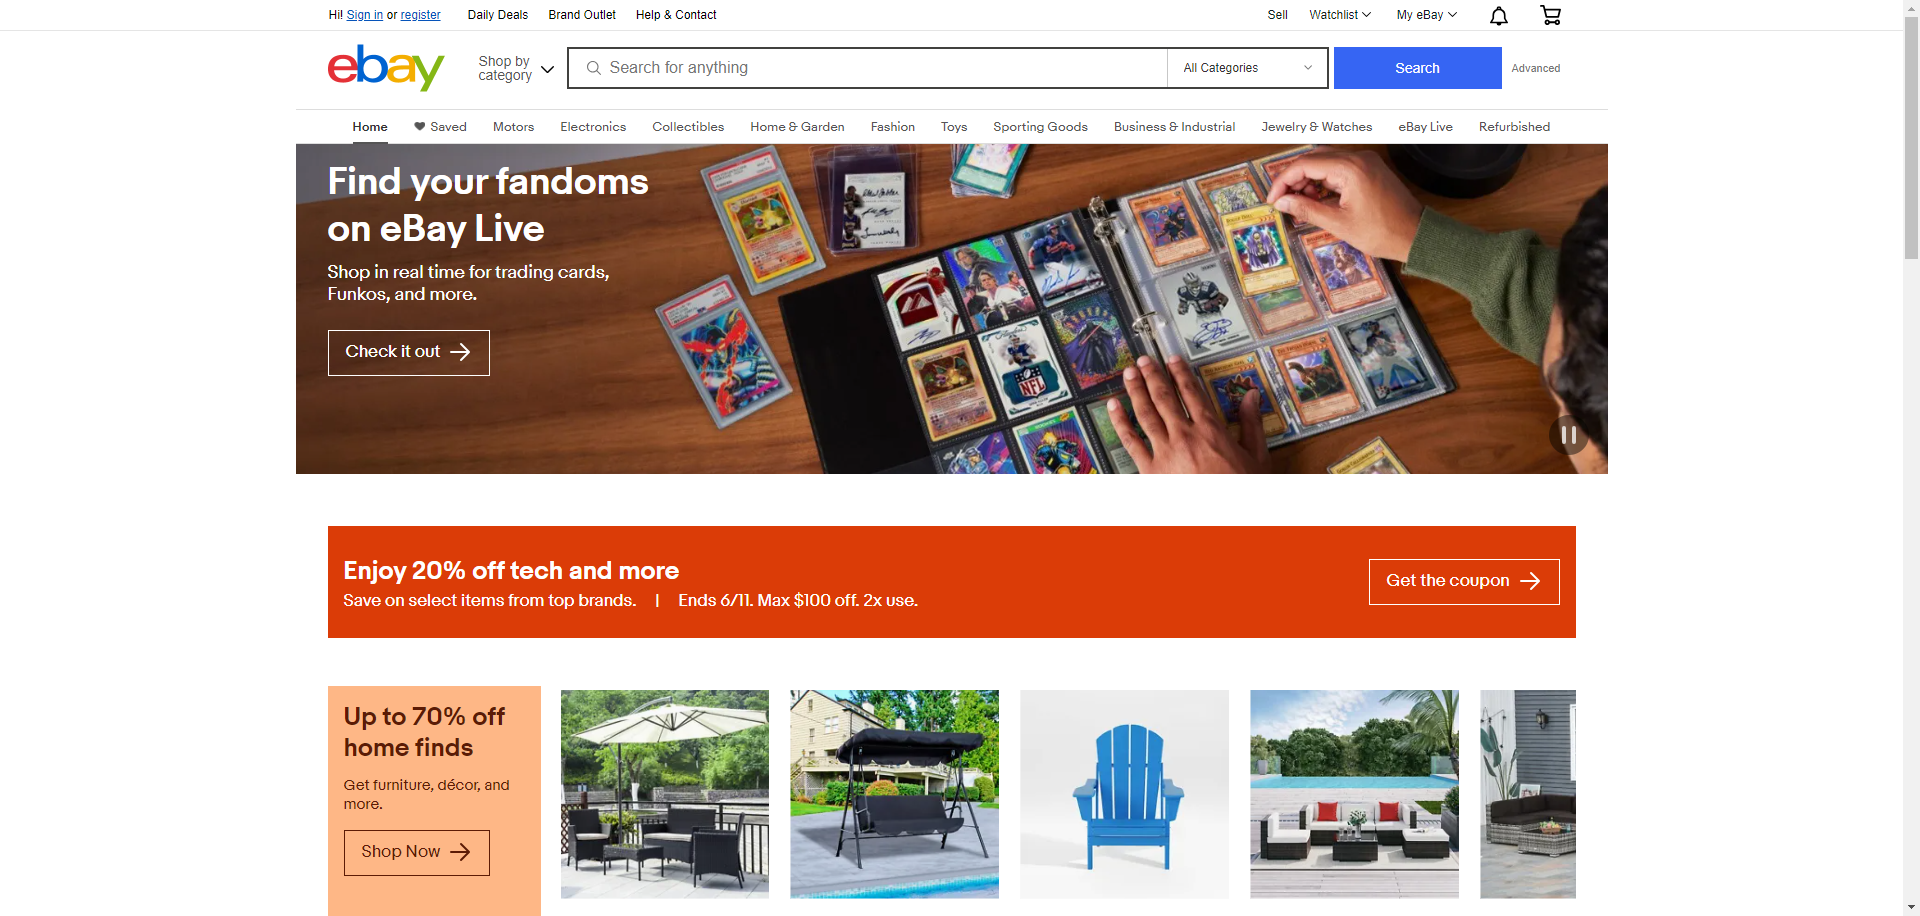 Hi! Sign in or register
Daily Deals
Brand Outlet
Help & Contact
Sell
Watchlist
My eBay
ebay
Shop by
category
Search for anything
All Categories
Search
Advanced
Home
Saved
Motors
Electronics
Collectibles
Home & Garden
Fashion
Toys
Sporting Goods
Business & Industrial
Jewelry & Watches
eBay Live
Refurbished
Find your fandoms
on eBay Live
Shop in real time for trading cards,
Funkos, and more.
Check it out
NFL
Enjoy 20% off tech and more
Save on select items from top brands. | Ends 6/11. Max $100 off. 2x use.
Get the coupon
Up to 70% off
home finds
Get furniture, décor, and
more.
Shop Now